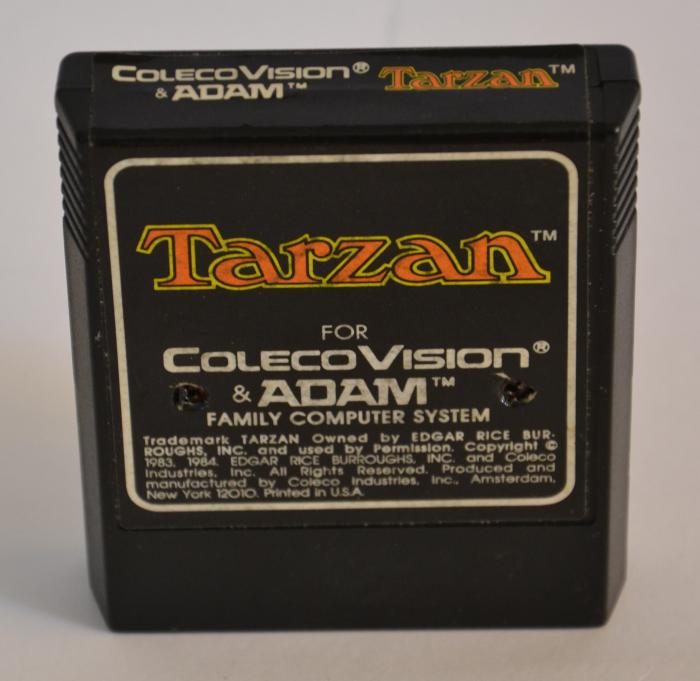 COLECOVISION® Tarzan™
& ADAM™
Tarzan™
FOR
COLECOVISION®
& ADAM™
FAMILY COMPUTER SYSTEM
Trademark TARZAN Owned by EDGAR RICE BUR-
ROUGHS, INC. and used by Permission. Copyright ©
1983, 1984, EDGAR RICE BURROUGHS, INC. and Coleco
Industries, Inc. All Rights Reserved. Produced and
manufactured by Coleco Industries, Inc., Amsterdam,
New York 12010. Printed in U.S.A.